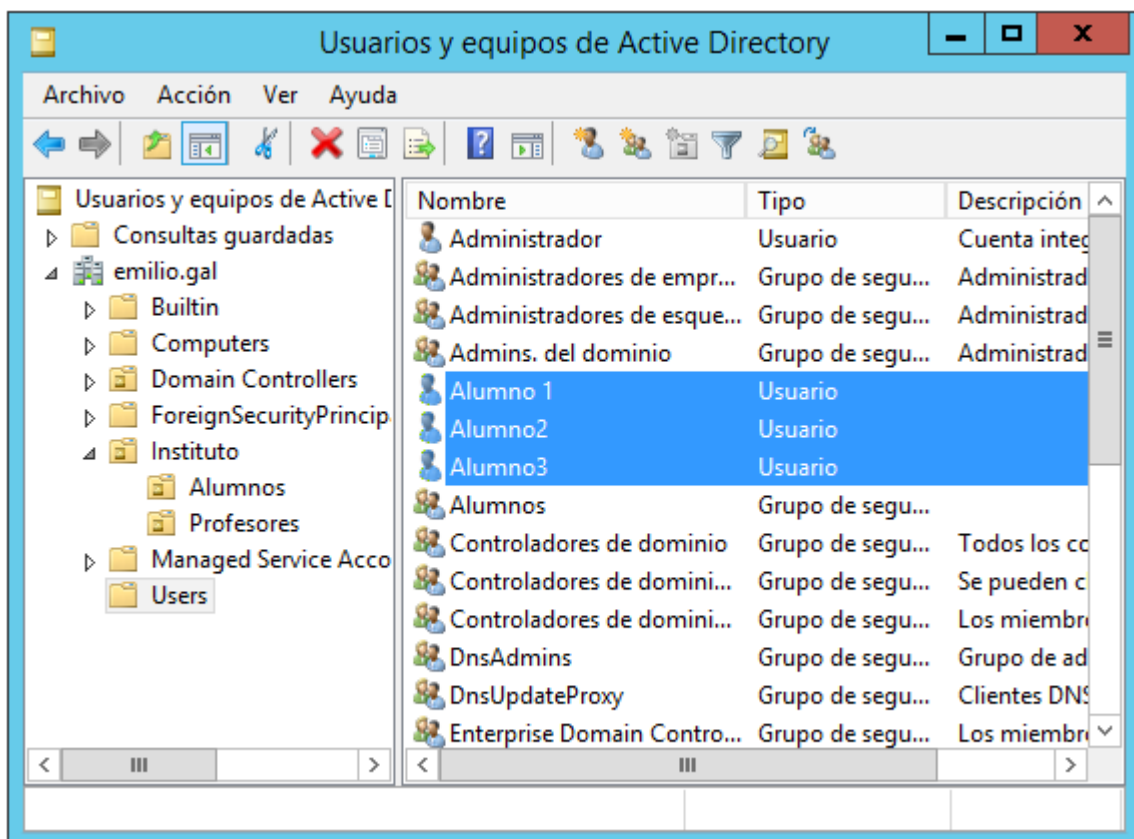 Usuarios y equipos de Active Directory
Archivo Acción Ver Ayuda
Usuarios y equipos de Active D
Consultas guardadas
emilio.gal
Builtin
Computers
Domain Controllers
ForeignSecurityPrincip
Instituto
Alumnos
Profesores
Managed Service Acco
Users
Nombre Tipo Descripción
Administrador Usuario Cuenta integ
Administradores de empr... Grupo de segu... Administrad
Administradores de esque... Grupo de segu... Administrad
Admins. del dominio Grupo de segu... Administrad
Alumno 1 Usuario
Alumno2 Usuario
Alumno3 Usuario
Alumnos Grupo de segu...
Controladores de dominio Grupo de segu... Todos los co
Controladores de domini... Grupo de segu... Se pueden c
Controladores de domini... Grupo de segu... Los miembr
DnsAdmins Grupo de segu... Grupo de ad
DnsUpdateProxy Grupo de segu... Clientes DNS
Enterprise Domain Contro... Grupo de segu... Los miembr